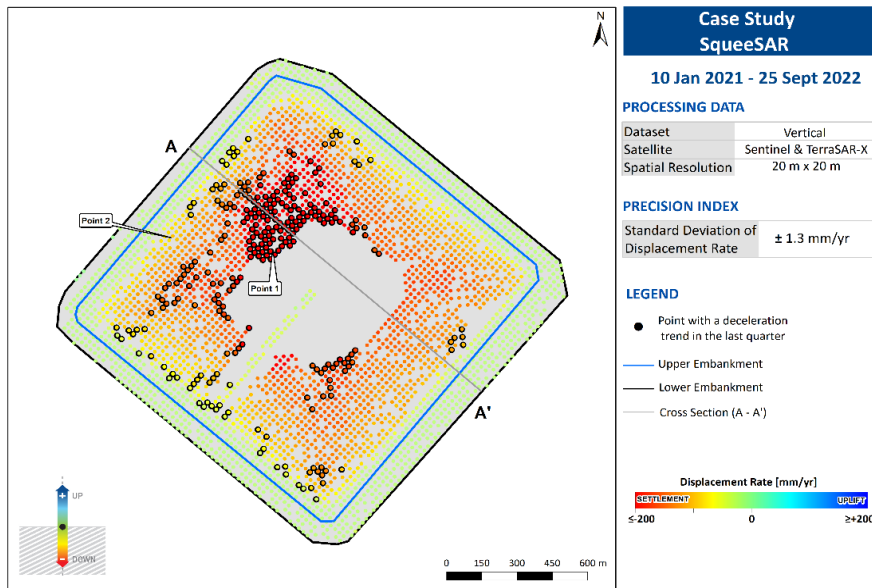 N
A
Point 2
Point 1
A'
UP
DOWN
0 150 300 450 600 m
Case Study
SqueeSAR
10 Jan 2021 - 25 Sept 2022
PROCESSING DATA
Dataset Vertical
Satellite Sentinel & TerraSAR-X
Spatial Resolution 20 m x 20 m
PRECISION INDEX
Standard Deviation of
Displacement Rate ± 1.3 mm/yr
LEGEND
Point with a deceleration
trend in the last quarter
Upper Embankment
Lower Embankment
Cross Section (A - A')
Displacement Rate [mm/yr]
SETTLEMENT UPLIFT
≤-200 0 ≥+200